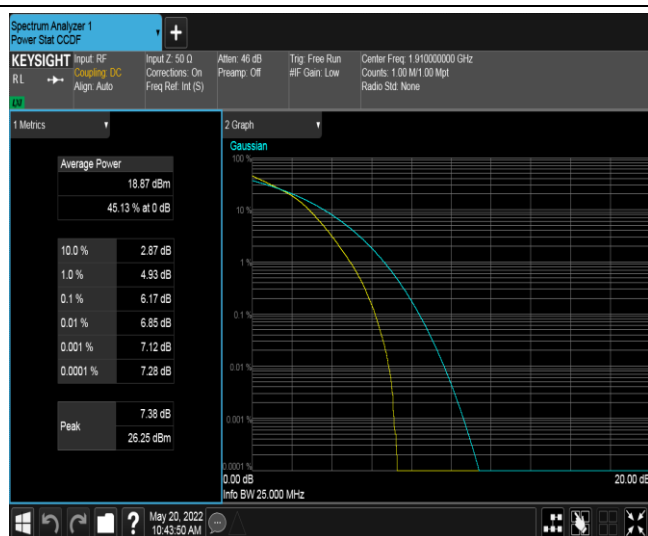 Spectrum Analyzer 1
Power Stat CCDF
+
KEYSIGHT Input: RF Input Z: 50 Ω Atten: 46 dB Trig: Free Run Center Freq: 1.910000000 GHz
RL Coupling: DC Corrections: On Preamp: Off #IF Gain: Low Counts: 1.00 M/1.00 Mpt
Align: Auto Freq Ref: Int (S) Radio Std: None
LXI
1 Metrics
Average Power
18.87 dBm
45.13 % at 0 dB
10.0 % 2.87 dB
1.0 % 4.93 dB
0.1 % 6.17 dB
0.01 % 6.85 dB
0.001 % 7.12 dB
0.0001 % 7.28 dB
Peak 7.38 dB
26.25 dBm
2 Graph
Gaussian
100 %
10 %
1 %
0.1 %
0.01 %
0.001 %
0.0001 %
0.00 dB 20.00 dB
Info BW 25.000 MHz
? May 20, 2022
10:43:50 AM